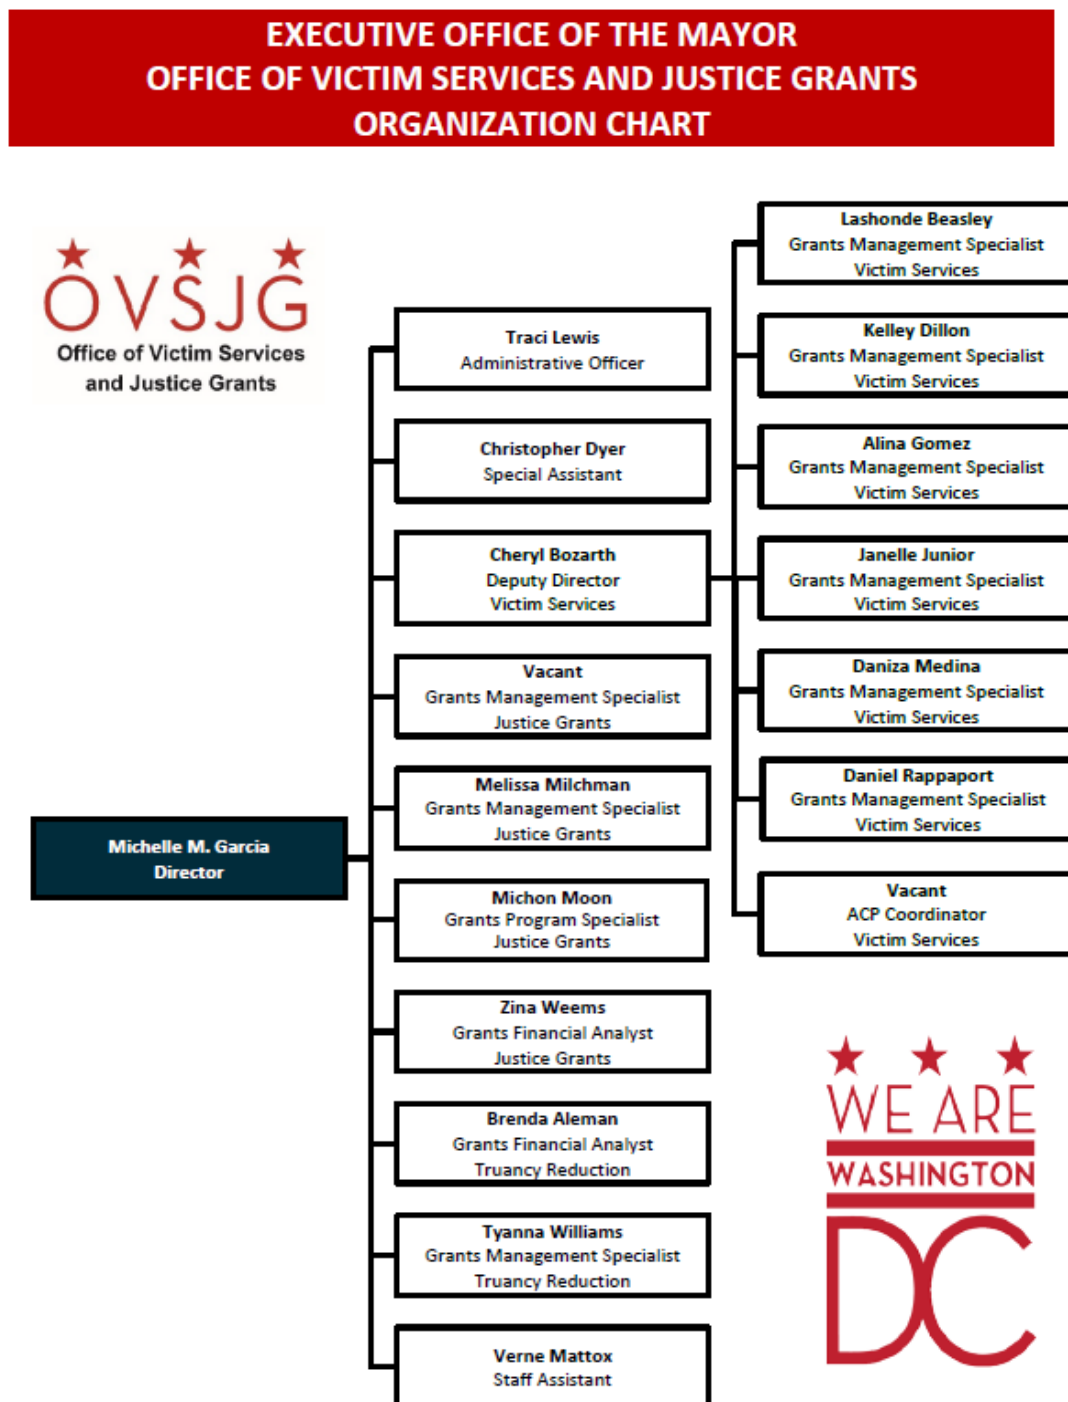 EXECUTIVE OFFICE OF THE MAYOR
OFFICE OF VICTIM SERVICES AND JUSTICE GRANTS
ORGANIZATION CHART
OVSJG
Office of Victim Services
and Justice Grants
Michelle M. Garcia
Director
Traci Lewis
Administrative Officer
Christopher Dyer
Special Assistant
Cheryl Bozarth
Deputy Director
Victim Services
Vacant
Grants Management Specialist
Justice Grants
Melissa Milchman
Grants Management Specialist
Justice Grants
Michon Moon
Grants Program Specialist
Justice Grants
Zina Weems
Grants Financial Analyst
Justice Grants
Brenda Aleman
Grants Financial Analyst
Truancy Reduction
Tyanna Williams
Grants Management Specialist
Truancy Reduction
Verne Mattox
Staff Assistant
Lashonde Beasley
Grants Management Specialist
Victim Services
Kelley Dillon
Grants Management Specialist
Victim Services
Alina Gomez
Grants Management Specialist
Victim Services
Janelle Junior
Grants Management Specialist
Victim Services
Daniza Medina
Grants Management Specialist
Victim Services
Daniel Rappaport
Grants Management Specialist
Victim Services
Vacant
ACP Coordinator
Victim Services
WE ARE
WASHINGTON
DC